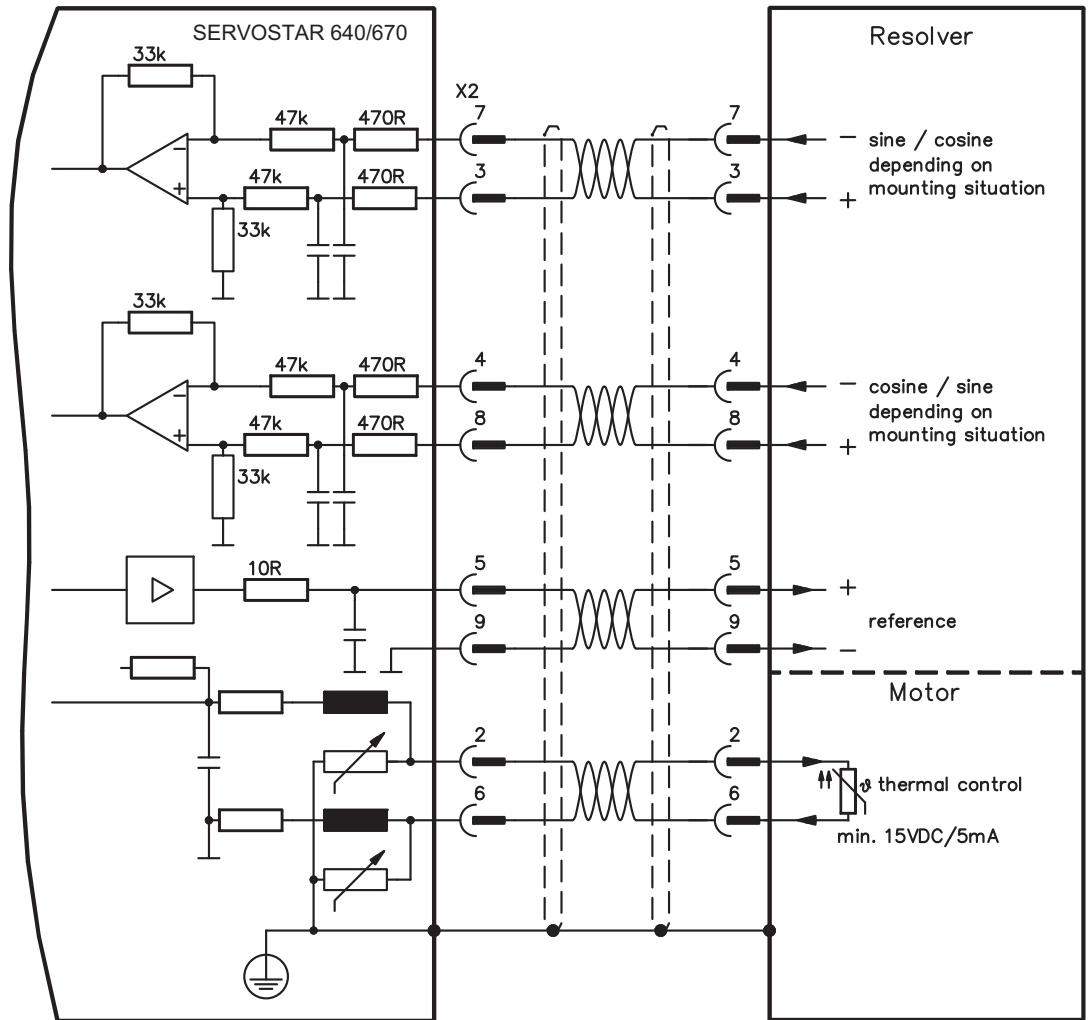 SERVOSTAR 640/670
Resolver
33k
X2
47k
470R
7
7
− sine / cosine
depending on
mounting situation
−
+
47k
470R
3
3
+
33k
33k
47k
470R
4
4
− cosine / sine
depending on
mounting situation
−
+
47k
470R
8
8
+
33k
10R
5
5
+
reference
9
9
−
Motor
2
2
ϑ thermal control
6
6
min. 15VDC/5mA